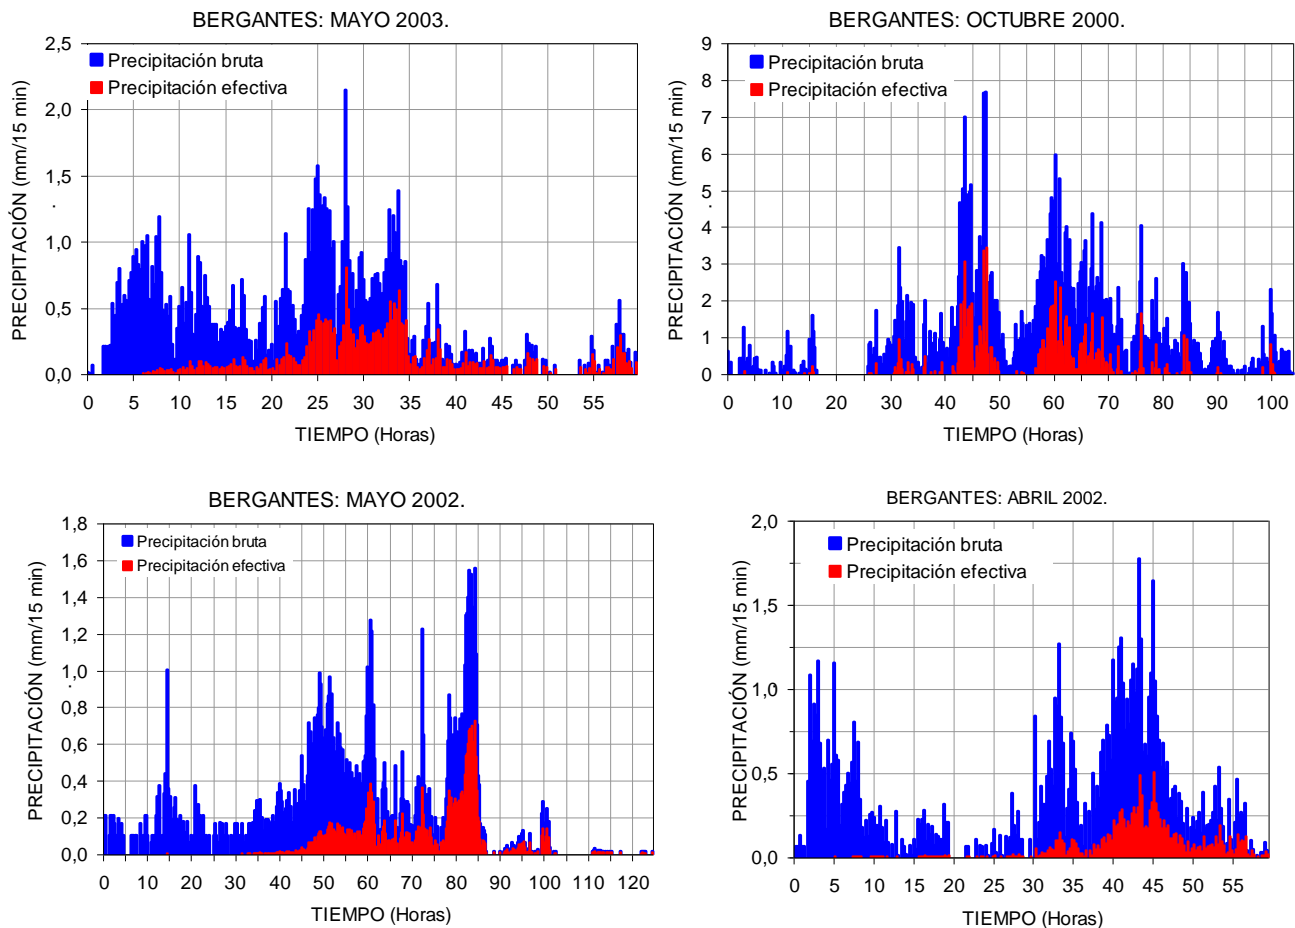 BERGANTES: MAYO 2003.
PRECIPITACIÓN (mm/15 min)
2,5
2,0
1,5
1,0
0,5
0,0
Precipitación bruta
Precipitación efectiva
0 5 10 15 20 25 30 35 40 45 50 55
TIEMPO (Horas)
BERGANTES: OCTUBRE 2000.
PRECIPITACIÓN (mm/15 min)
9
8
7
6
5
4
3
2
1
0
Precipitación bruta
Precipitación efectiva
0 10 20 30 40 50 60 70 80 90 100
TIEMPO (Horas)
BERGANTES: MAYO 2002.
PRECIPITACIÓN (mm/15 min)
1,8
1,6
1,4
1,2
1,0
0,8
0,6
0,4
0,2
0,0
Precipitación bruta
Precipitación efectiva
0 10 20 30 40 50 60 70 80 90 100 110 120
TIEMPO (Horas)
BERGANTES: ABRIL 2002.
PRECIPITACIÓN (mm/15 min)
2,0
1,5
1,0
0,5
0,0
Precipitación bruta
Precipitación efectiva
0 5 10 15 20 25 30 35 40 45 50 55
TIEMPO (Horas)